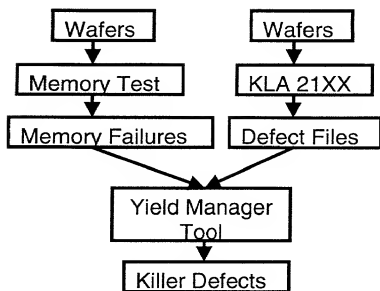 Wafers
Wafers
Memory Test
KLA 21XX
Memory Failures
Defect Files
Yield Manager
Tool
Killer Defects